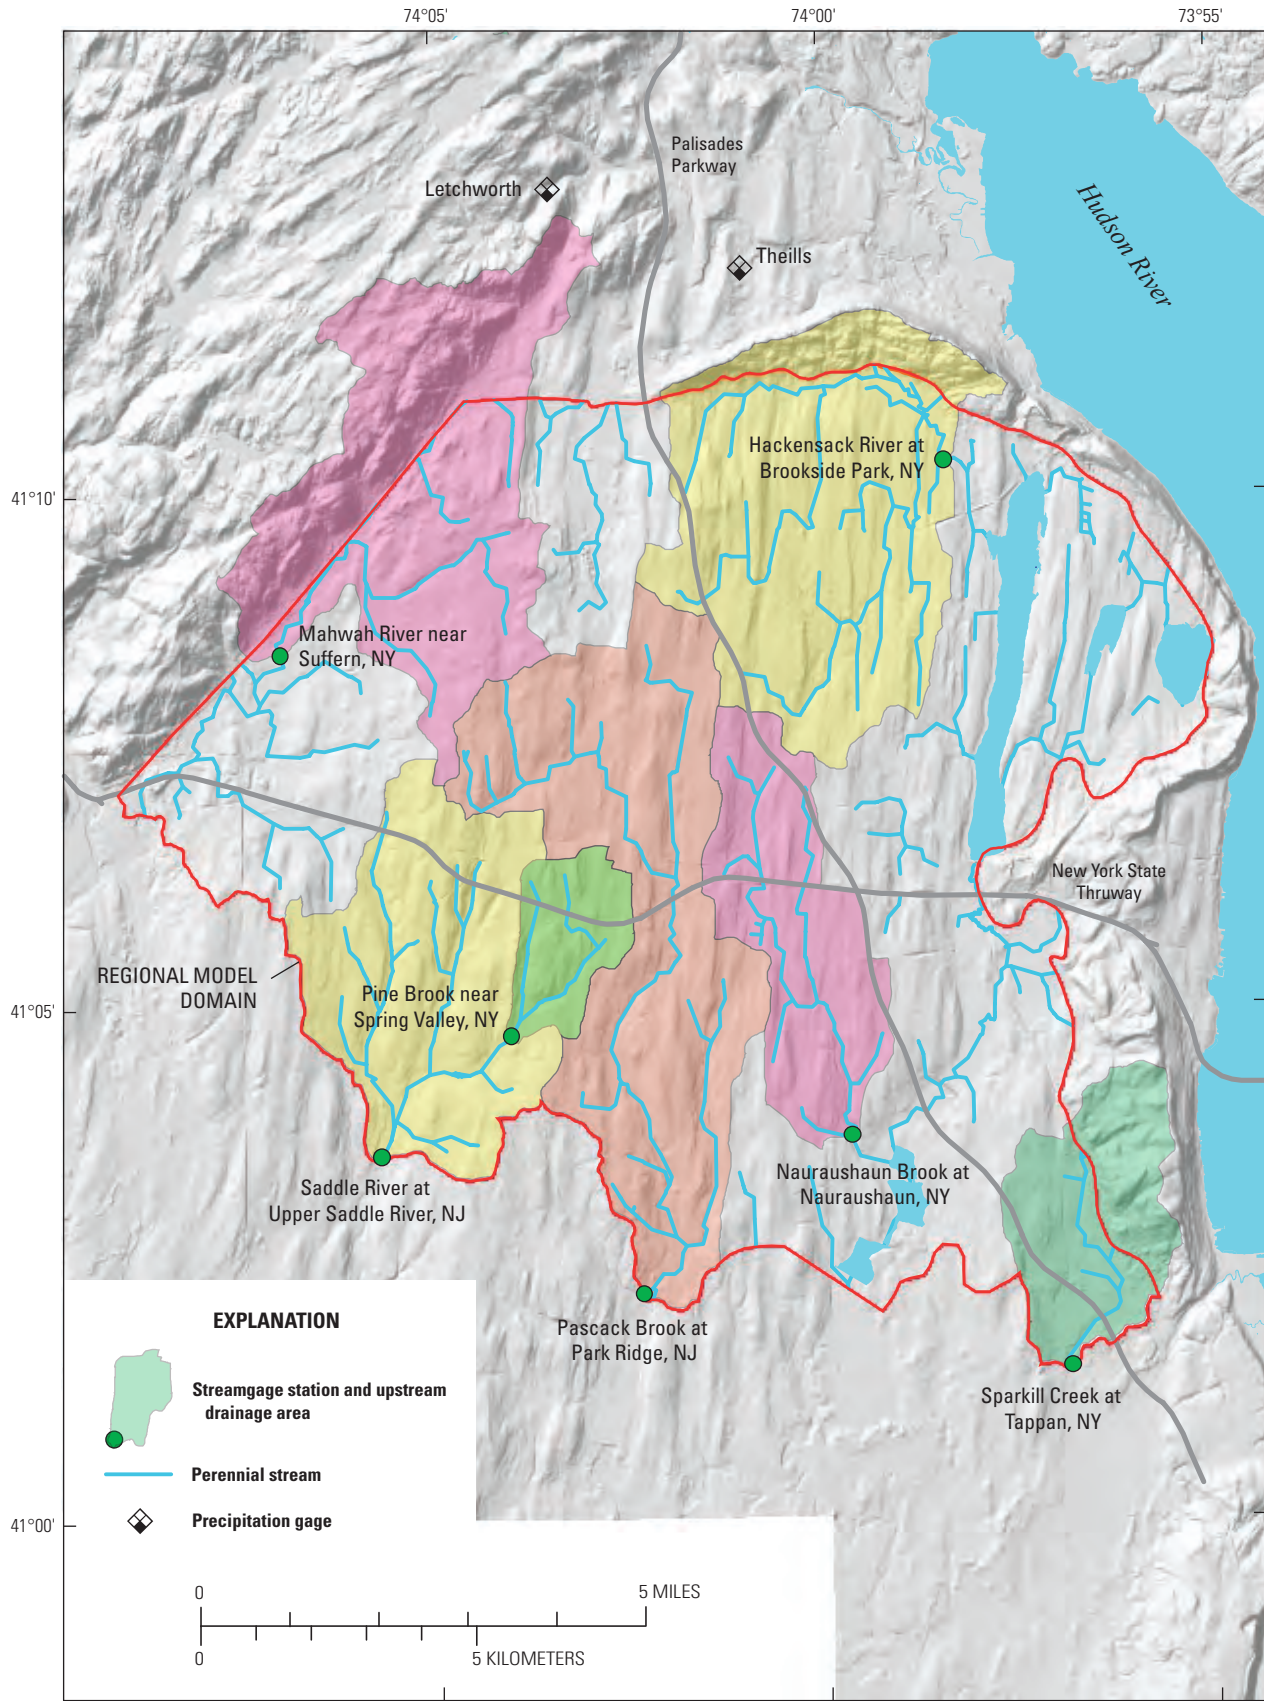 74°05'
74°00'
73°55'
Palisades
Parkway
Letchworth
Hudson River
Theills
Hackensack River at
Brookside Park, NY
41°10'
Mahwah River near
Suffern, NY
New York State
Thruway
REGIONAL MODEL
DOMAIN
Pine Brook near
Spring Valley, NY
41°05'
Nauraushaun Brook at
Nauraushaun, NY
Saddle River at
Upper Saddle River, NJ
Pascack Brook at
Park Ridge, NJ
Sparkill Creek at
Tappan, NY
EXPLANATION
Streamgage station and upstream
drainage area
Perennial stream
Precipitation gage
41°00'
0
5 MILES
0
5 KILOMETERS